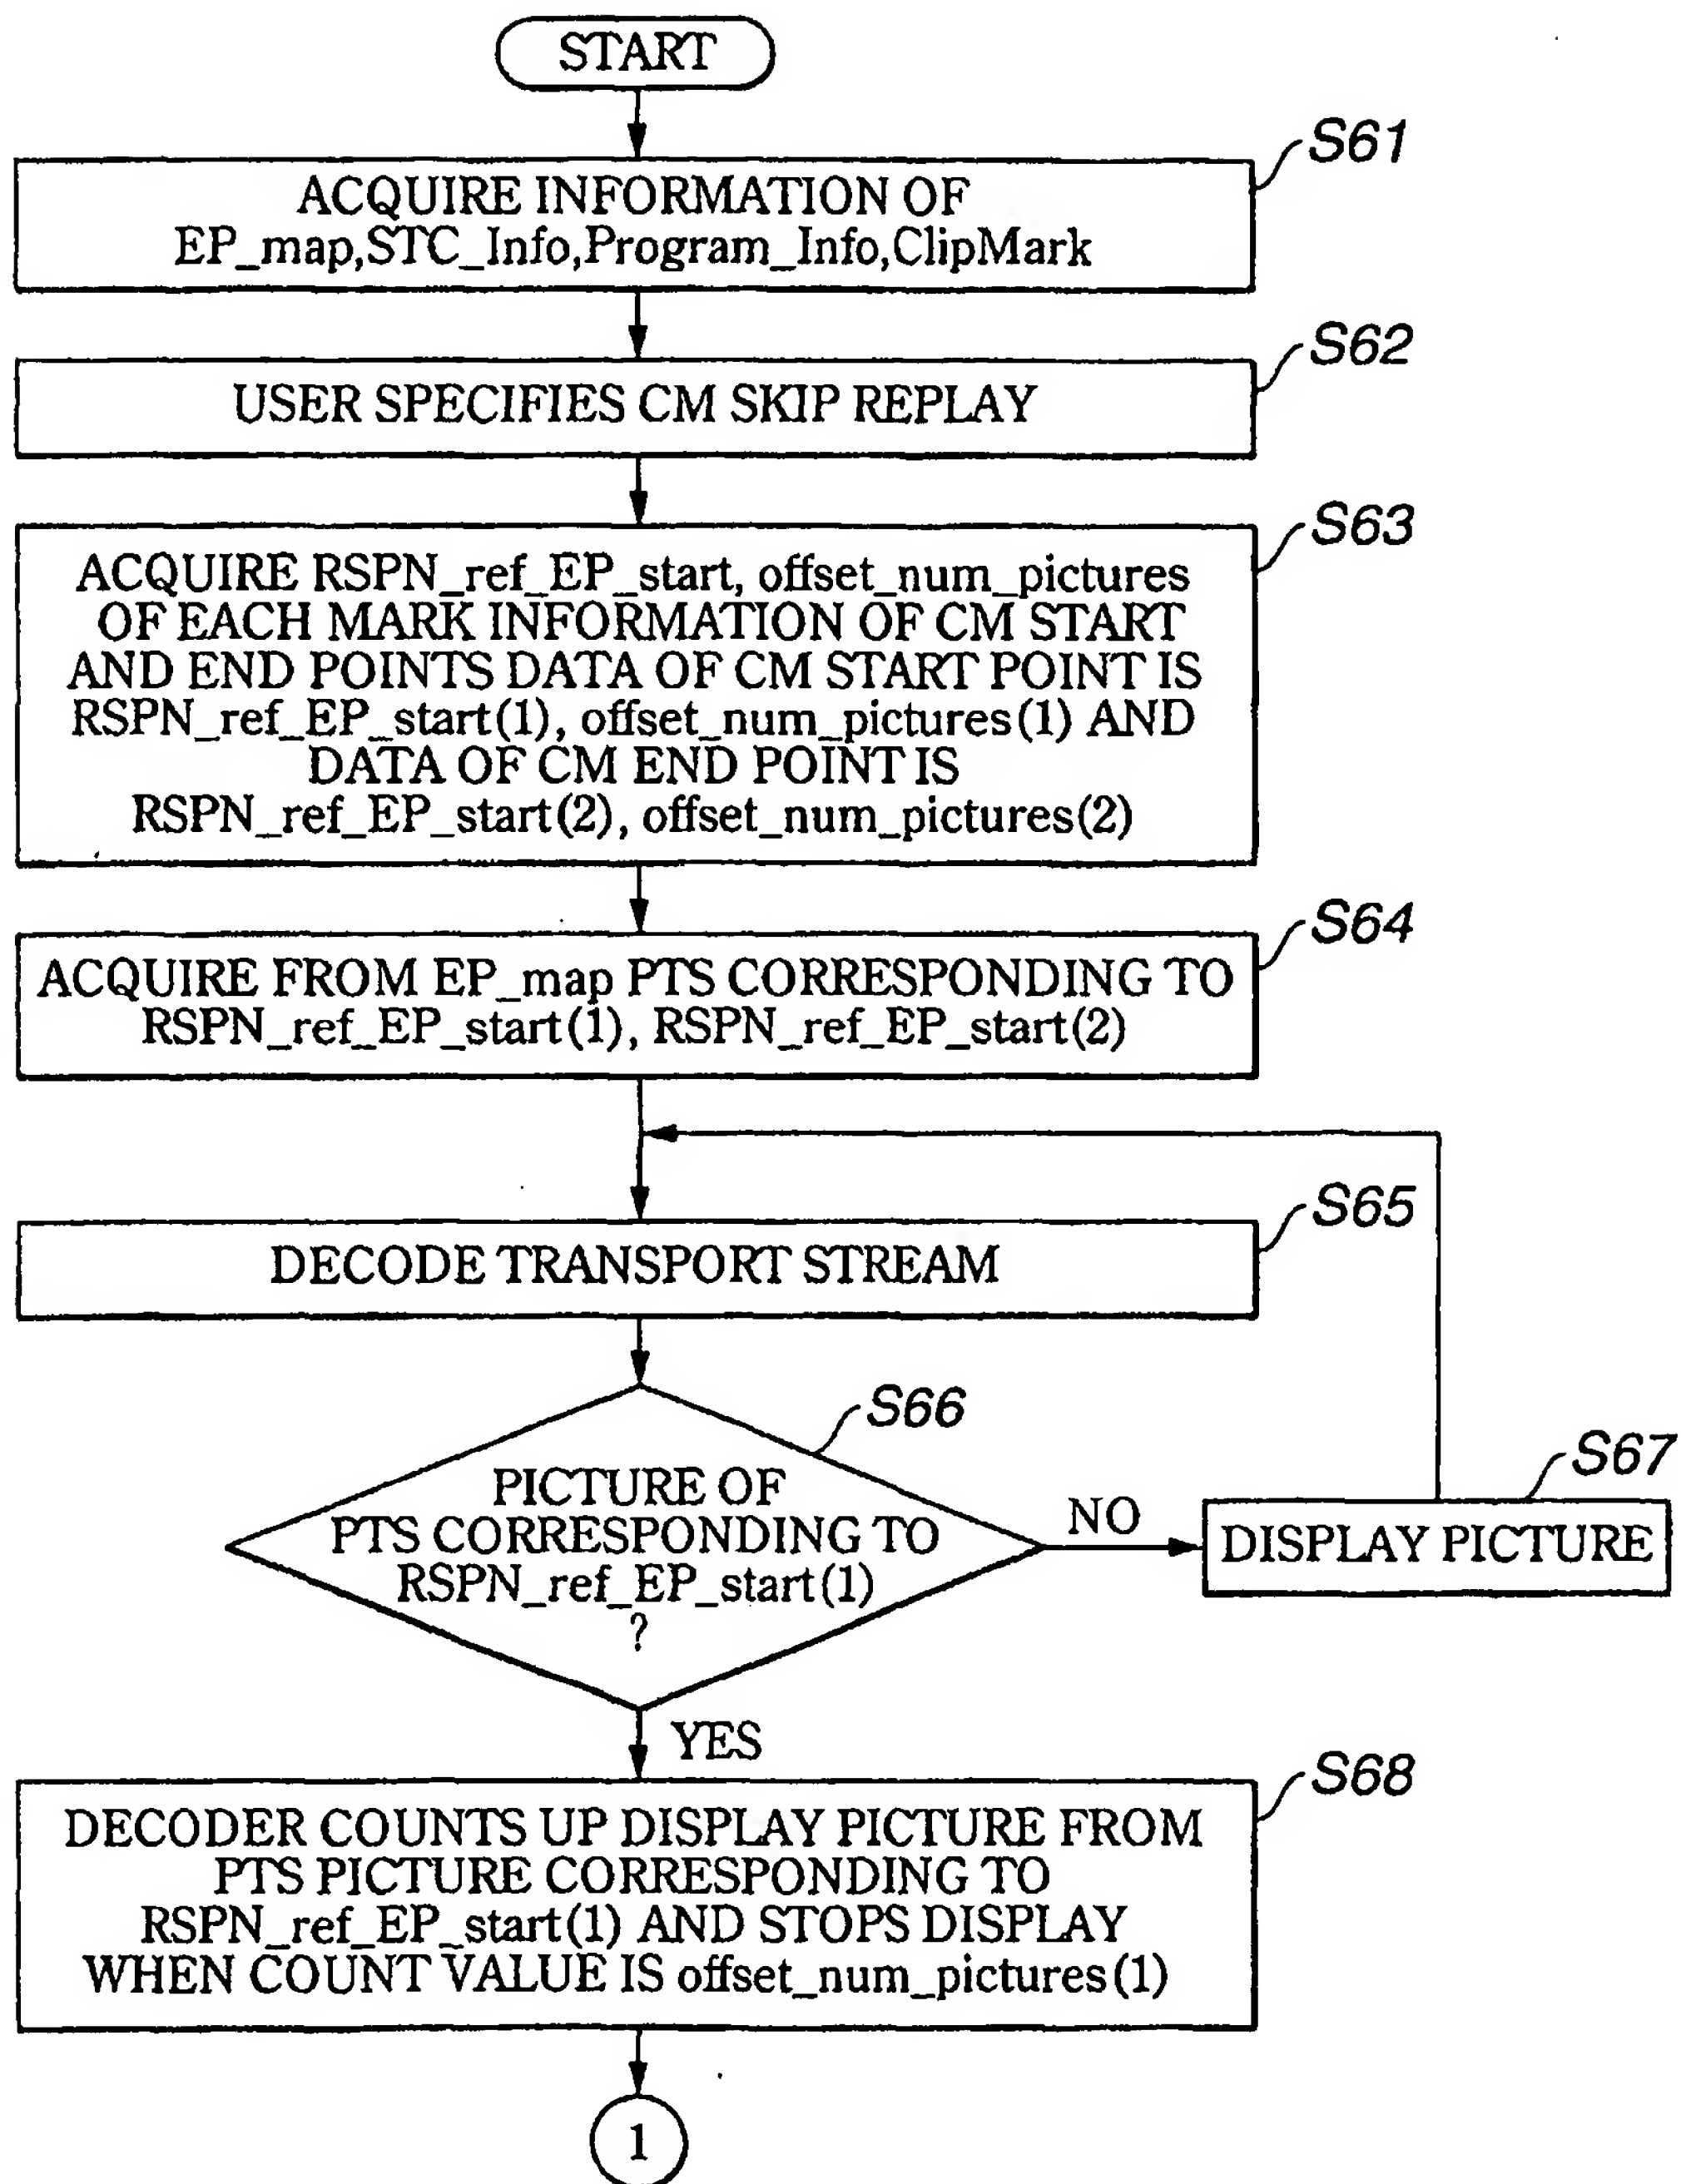 START
S61
ACQUIRE INFORMATION OF
EP_map,STC_Info,Program_Info,ClipMark
S62
USER SPECIFIES CM SKIP REPLAY
S63
ACQUIRE RSPN_ref_EP_start, offset_num_pictures
OF EACH MARK INFORMATION OF CM START
AND END POINTS DATA OF CM START POINT IS
RSPN_ref_EP_start(1), offset_num_pictures(1) AND
DATA OF CM END POINT IS
RSPN_ref_EP_start(2), offset_num_pictures(2)
S64
ACQUIRE FROM EP_map PTS CORRESPONDING TO
RSPN_ref_EP_start(1), RSPN_ref_EP_start(2)
S65
DECODE TRANSPORT STREAM
S66
PICTURE OF
PTS CORRESPONDING TO
RSPN_ref_EP_start(1)
?
NO
S67
DISPLAY PICTURE
YES
S68
DECODER COUNTS UP DISPLAY PICTURE FROM
PTS PICTURE CORRESPONDING TO
RSPN_ref_EP_start(1) AND STOPS DISPLAY
WHEN COUNT VALUE IS offset_num_pictures(1)
1